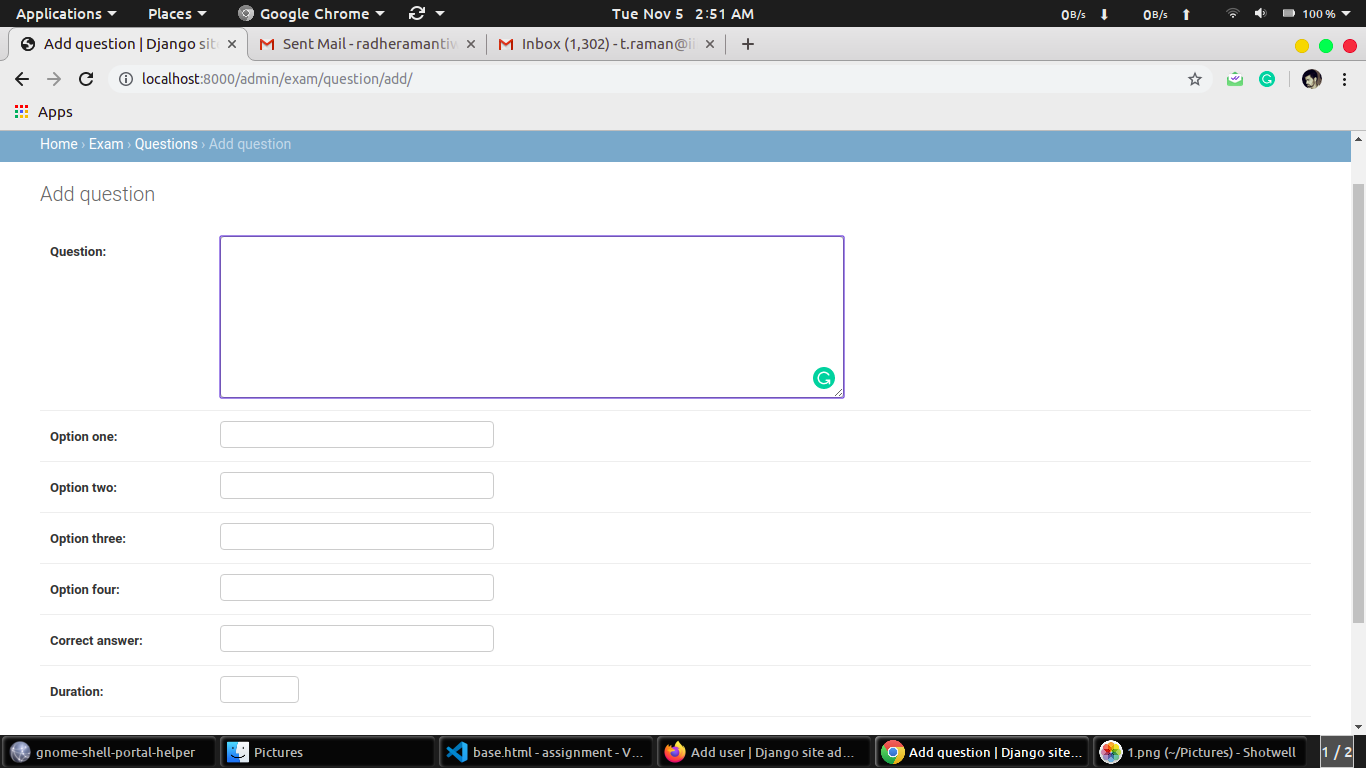 Applications Places Google Chrome Tue Nov 5 2:51 AM 0B/s 0B/s 100 %
Add question | Django sit Sent Mail - radheramantiw Inbox (1,302) - t.raman@ii
localhost:8000/admin/exam/question/add/
Apps
Home › Exam › Questions › Add question
Add question
Question:
Option one:
Option two:
Option three:
Option four:
Correct answer:
Duration:
gnome-shell-portal-helper Pictures base.html - assignment - V... Add user | Django site ad... Add question | Django site... 1.png (~/Pictures) - Shotwell 1 / 2